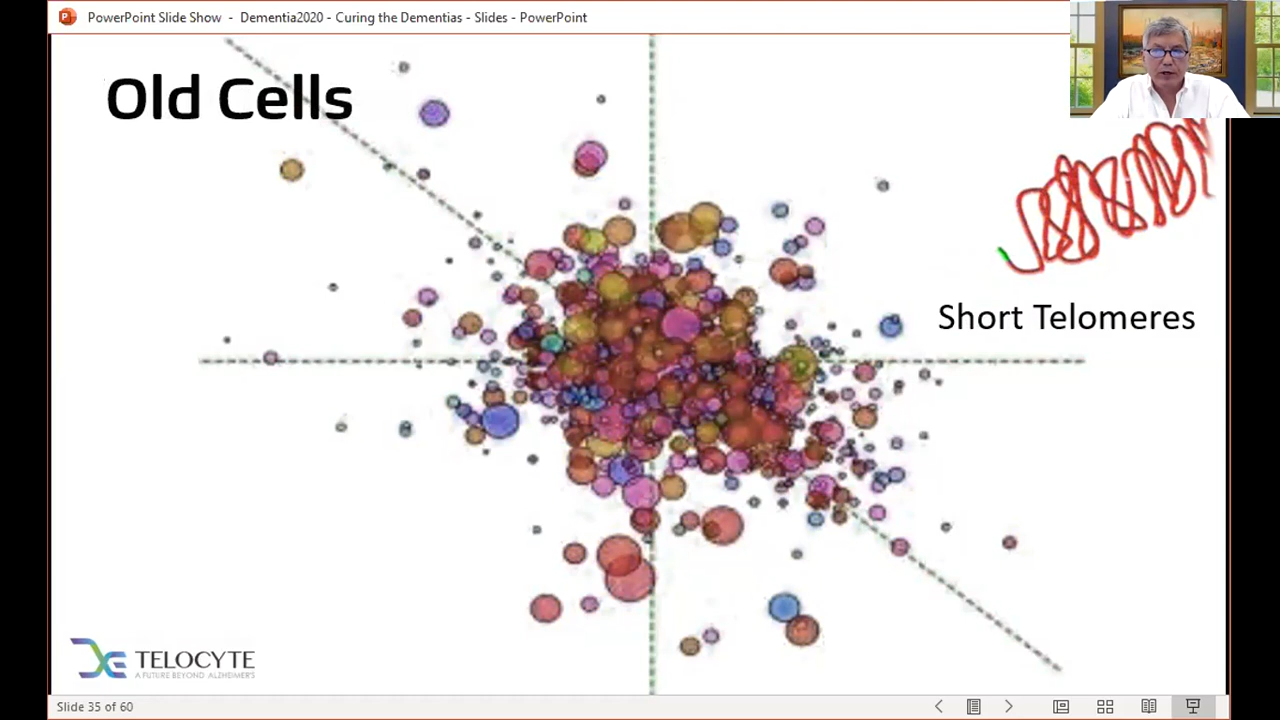 PowerPoint Slide Show - Dementia2020 - Curing the Dementias - Slides - PowerPoint
Old Cells
Short Telomeres
TELOCYTE
A FUTURE BEYOND ALZHEIMER'S
Slide 35 of 60